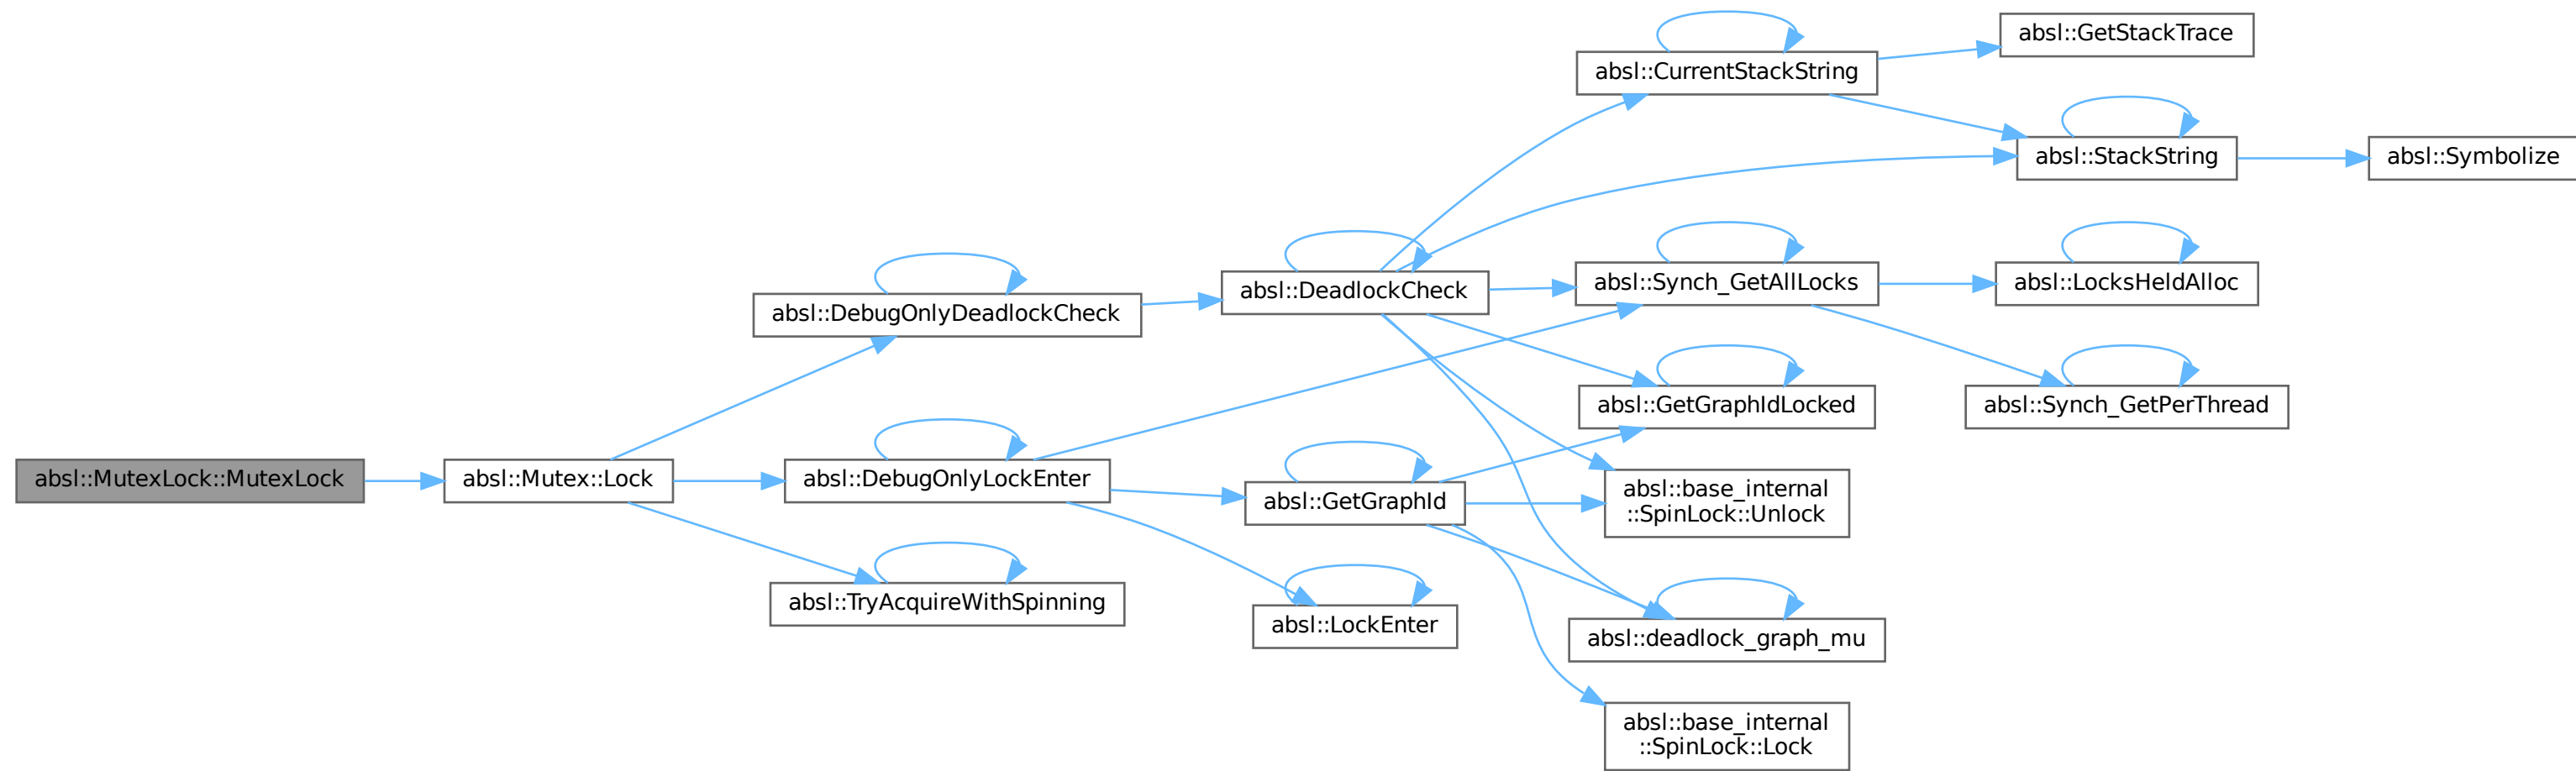 absl::MutexLock::MutexLock
absl::Mutex::Lock
absl::DebugOnlyDeadlockCheck
absl::DebugOnlyLockEnter
absl::TryAcquireWithSpinning
absl::DeadlockCheck
absl::GetGraphId
absl::LockEnter
absl::CurrentStackString
absl::Synch_GetAllLocks
absl::GetGraphIdLocked
absl::base_internal
::SpinLock::Unlock
absl::deadlock_graph_mu
absl::base_internal
::SpinLock::Lock
absl::GetStackTrace
absl::StackString
absl::LocksHeldAlloc
absl::Synch_GetPerThread
absl::Symbolize